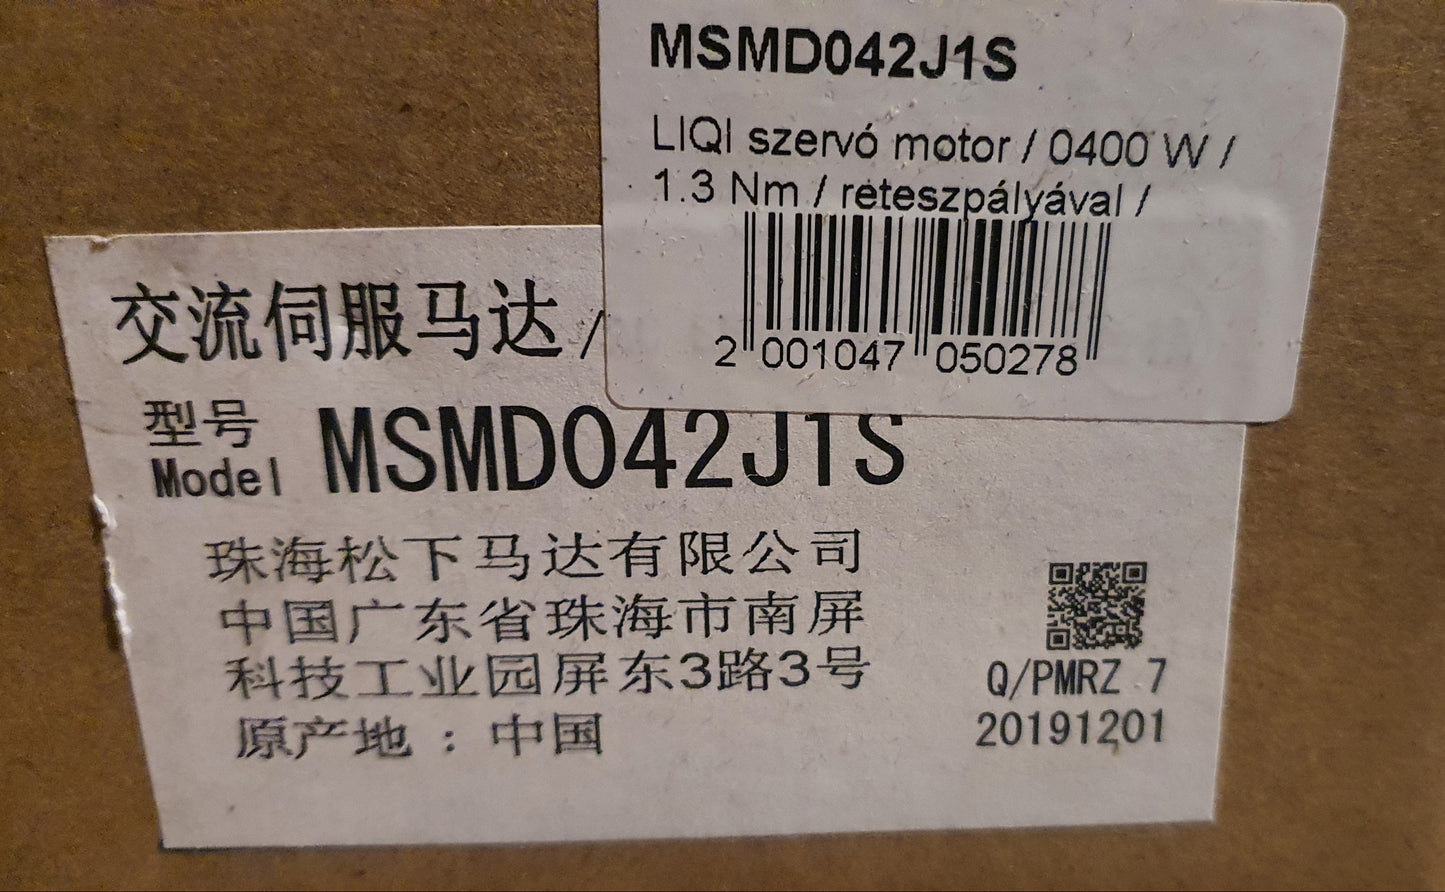 MSMD042J1S
LIQI szervó motor / 0400 W /
1.3 Nm / reteszpályával /
2 001047 050278
交流伺服马达 /
型号
Model MSMD042J1S
珠海松下马达有限公司
中国广东省珠海市南屏
科技工业园屏东3路3号
原产地：中国
Q/PMRZ 7
20191201